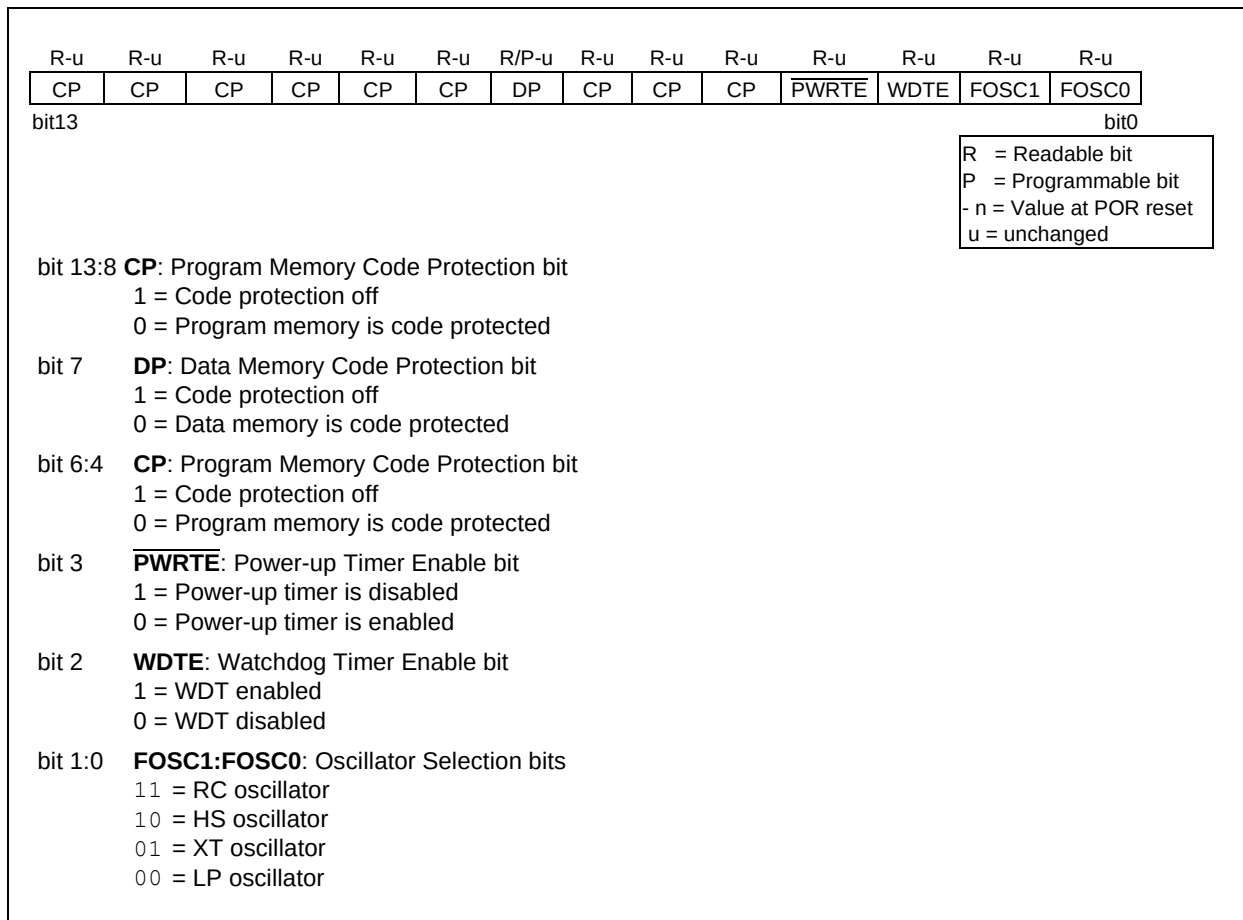 R-u R-u R-u R-u R-u R-u R/P-u R-u R-u R-u R-u R-u R-u R-u
CP CP CP CP CP CP DP CP CP CP PWRTE WDTE FOSC1 FOSC0
bit13 bit0
R = Readable bit
P = Programmable bit
- n = Value at POR reset
u = unchanged
bit 13:8 CP: Program Memory Code Protection bit
1 = Code protection off
0 = Program memory is code protected
bit 7 DP: Data Memory Code Protection bit
1 = Code protection off
0 = Data memory is code protected
bit 6:4 CP: Program Memory Code Protection bit
1 = Code protection off
0 = Program memory is code protected
bit 3 PWRTE: Power-up Timer Enable bit
1 = Power-up timer is disabled
0 = Power-up timer is enabled
bit 2 WDTE: Watchdog Timer Enable bit
1 = WDT enabled
0 = WDT disabled
bit 1:0 FOSC1:FOSC0: Oscillator Selection bits
11 = RC oscillator
10 = HS oscillator
01 = XT oscillator
00 = LP oscillator